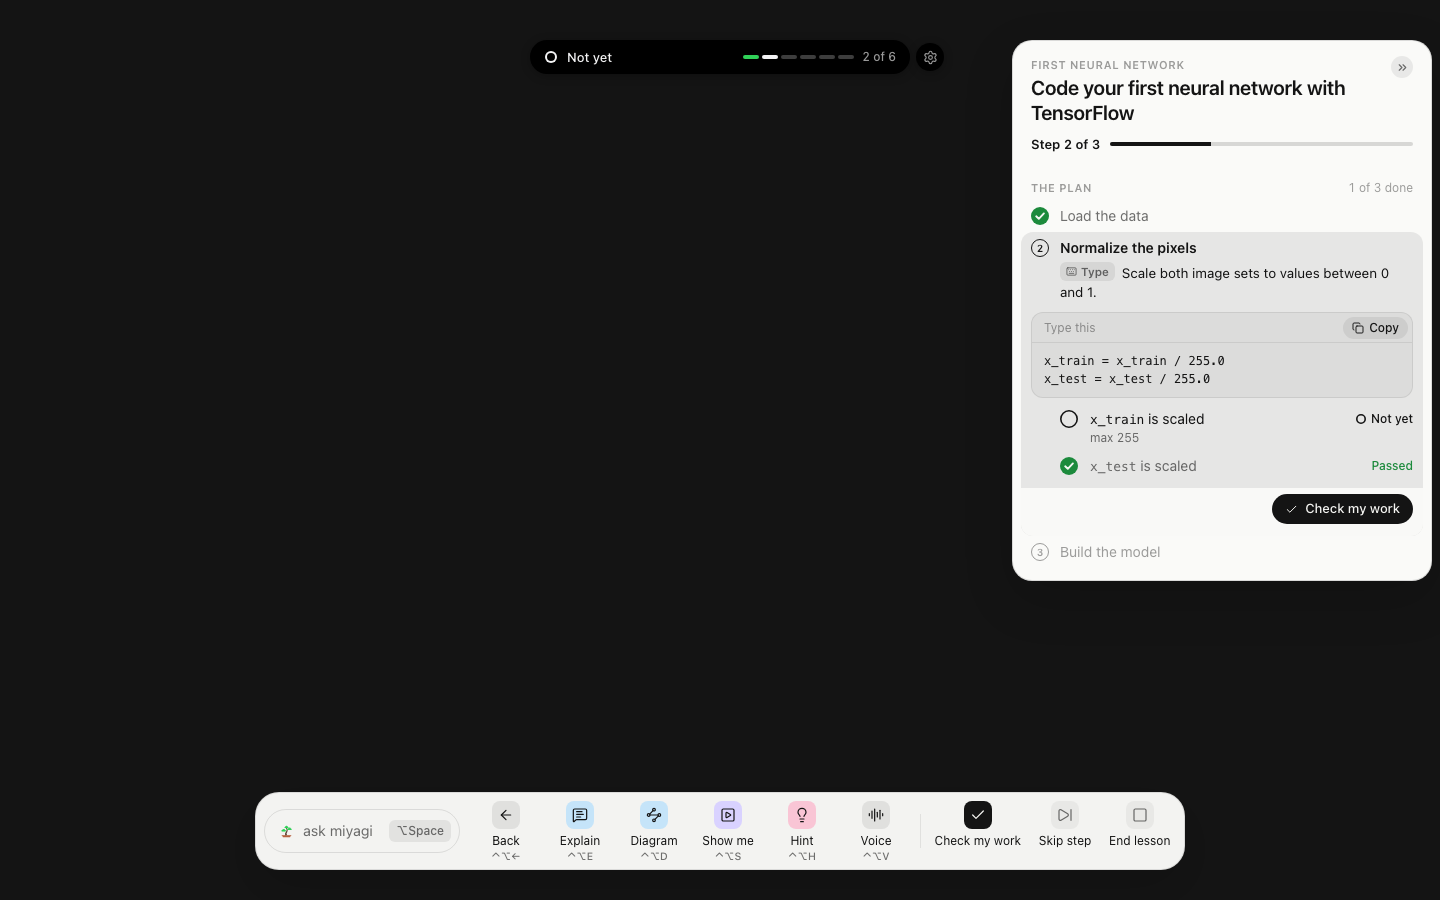 Not yet
2 of 6
FIRST NEURAL NETWORK
Code your first neural network with
TensorFlow
Step 2 of 3
THE PLAN
1 of 3 done
Load the data
2
Normalize the pixels
Type Scale both image sets to values between 0
and 1.
Type this
Copy
x_train = x_train / 255.0
x_test = x_test / 255.0
x_train is scaled
Not yet
max 255
x_test is scaled
Passed
Check my work
3
Build the model
ask miyagi
⌥Space
Back
^⌥←
Explain
^⌥E
Diagram
^⌥D
Show me
^⌥S
Hint
^⌥H
Voice
^⌥V
Check my work
Skip step
End lesson